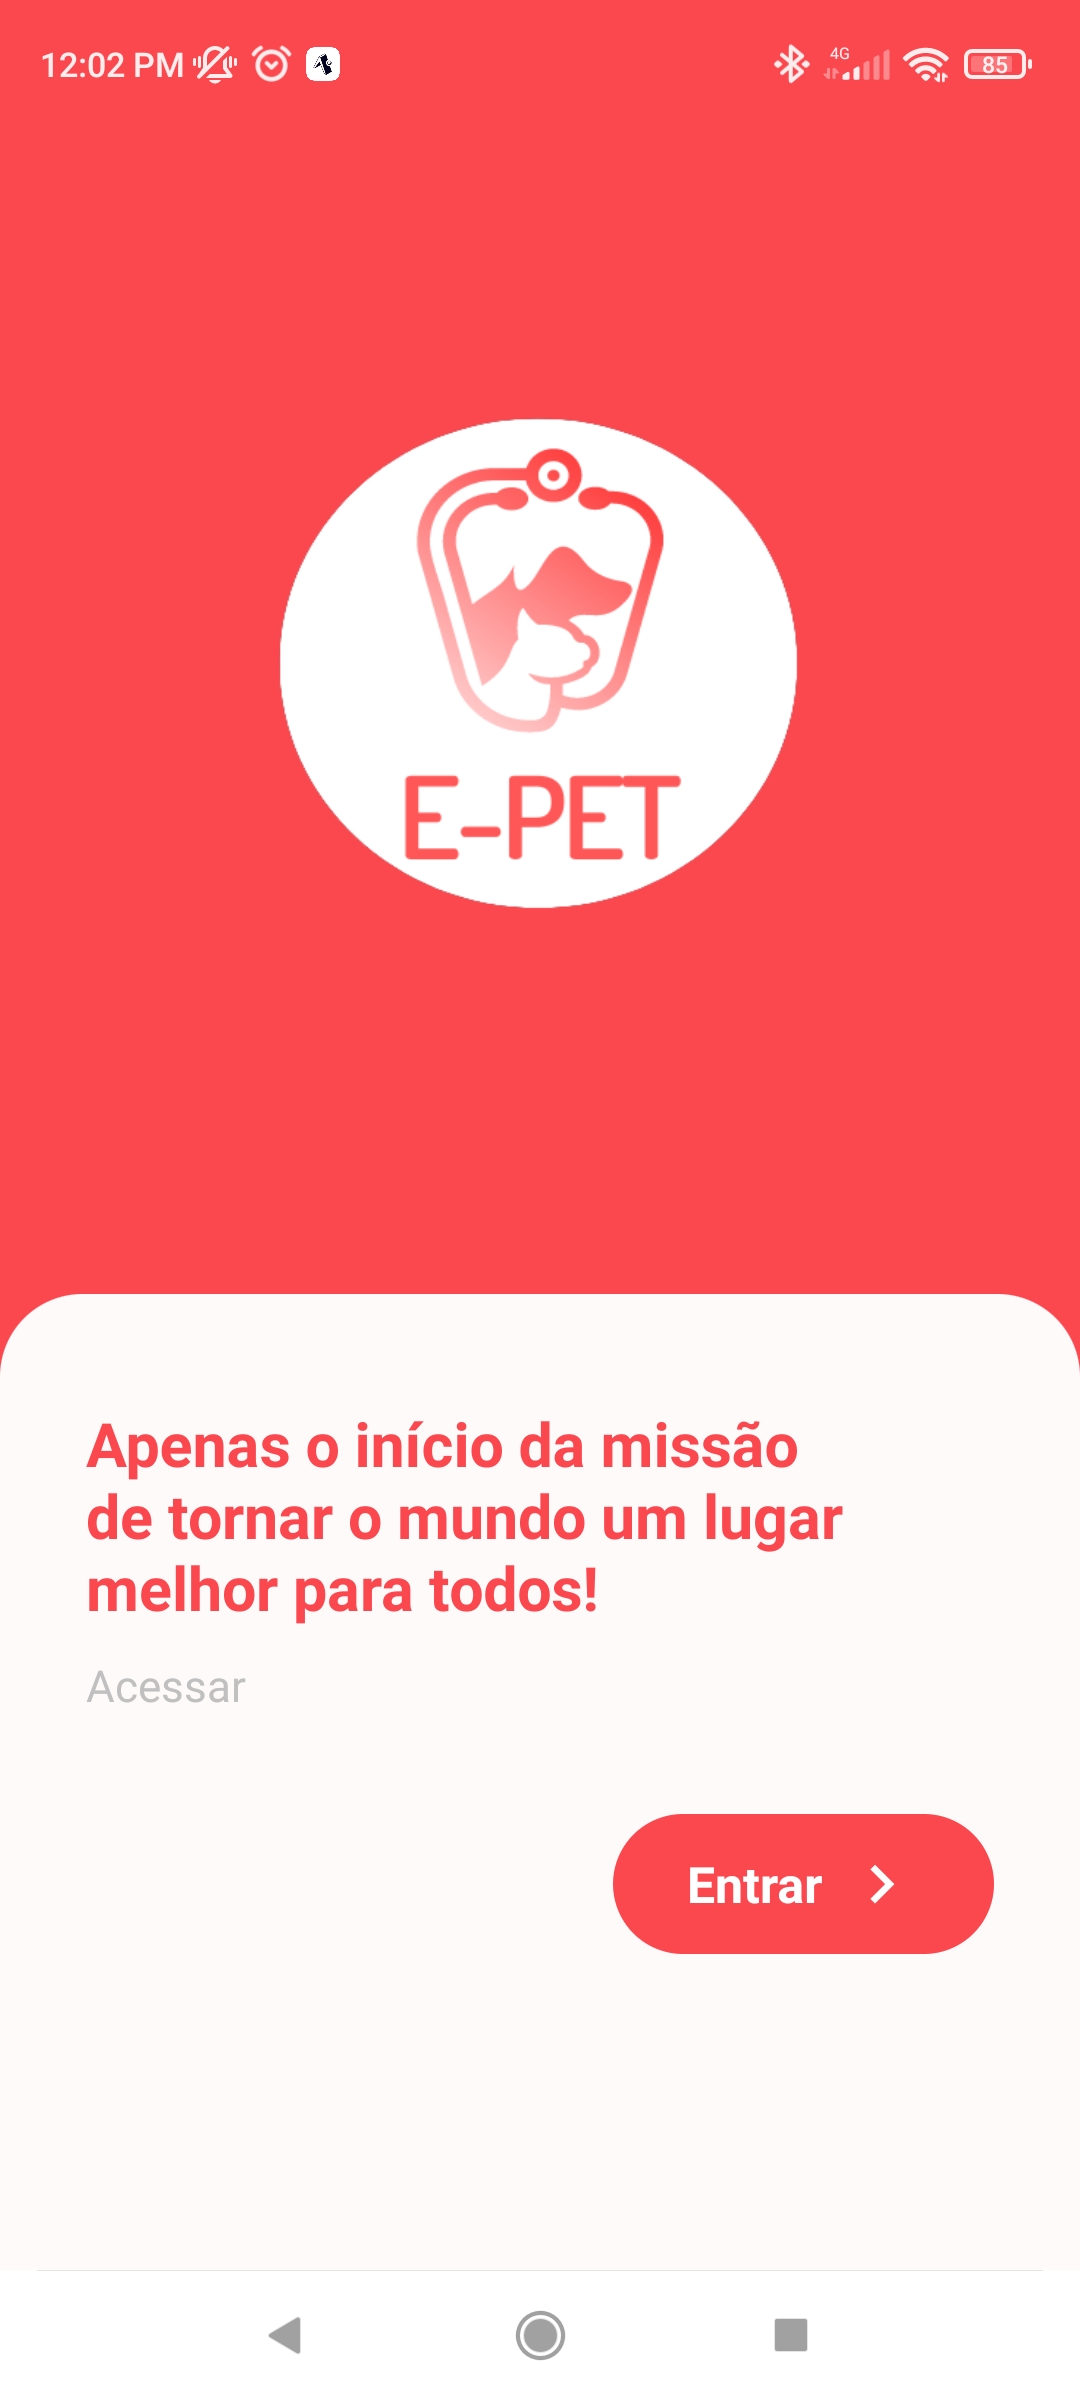 12:02 PM
4G
85
E-PET
Apenas o início da missão
de tornar o mundo um lugar
melhor para todos!
Acessar
Entrar